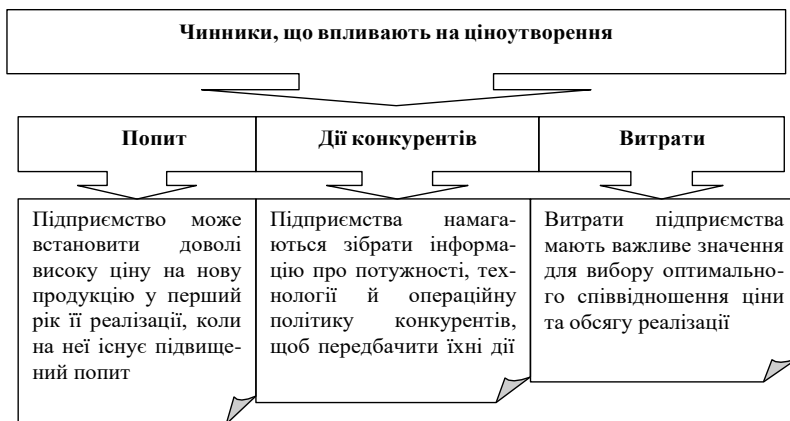 Чинники, що впливають на ціноутворення
Попит
Дії конкурентів
Витрати
Підприємство може
встановити доволі
високу ціну на нову
продукцію у перший
рік її реалізації, коли
на неї існує підвище-
ний попит
Підприємства намага-
ються зібрати інформа-
цію про потужності, тех-
нології й операційну
політику конкурентів,
щоб передбачити їхні дії
Витрати підприємства
мають важливе значення
для вибору оптимально-
го співвідношення ціни
та обсягу реалізації